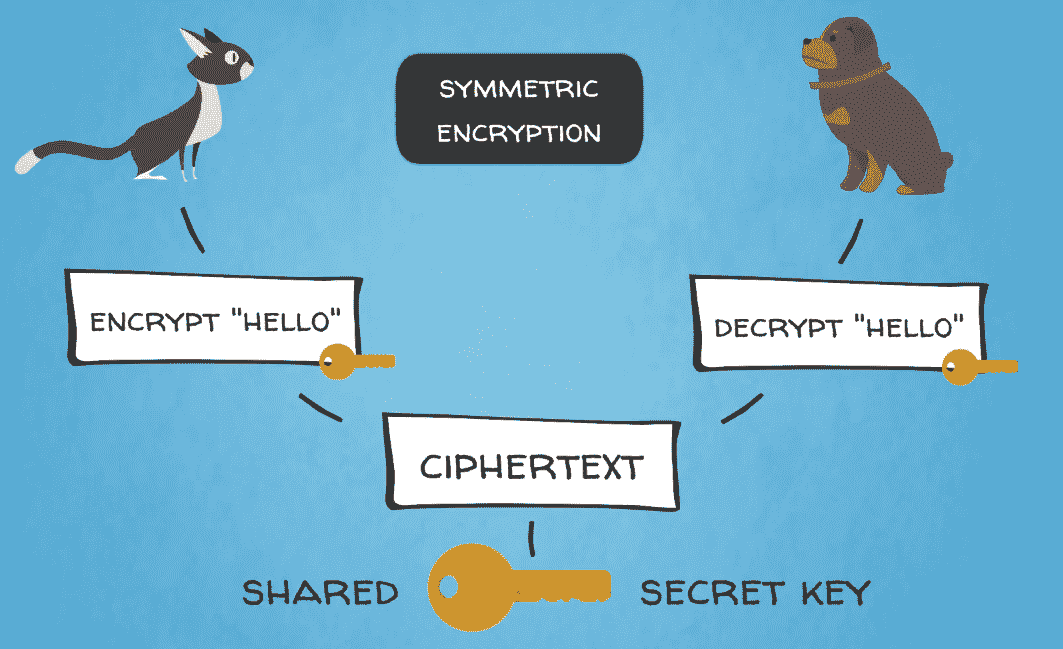 SYMMETRIC
ENCRYPTION
ENCRYPT "HELLO"
DECRYPT "HELLO"
CIPHERTEXT
SHARED SECRET KEY